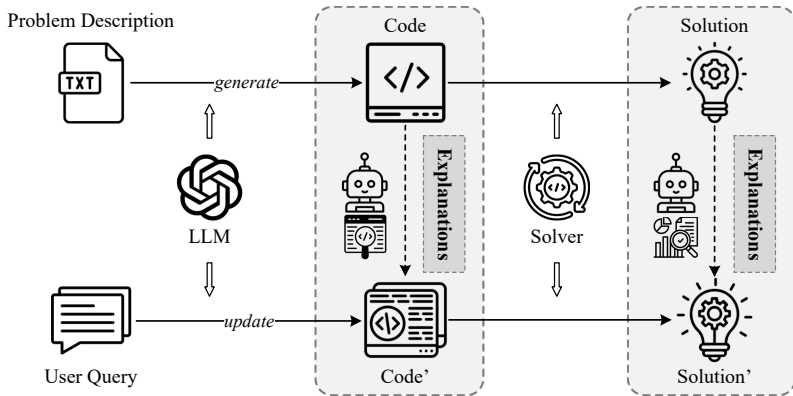 Problem Description
Code
Solution
TXT
generate
</>
LLM
Explanations
</>
Solver
Explanations
</>
update
</>
User Query
Code’
Solution’